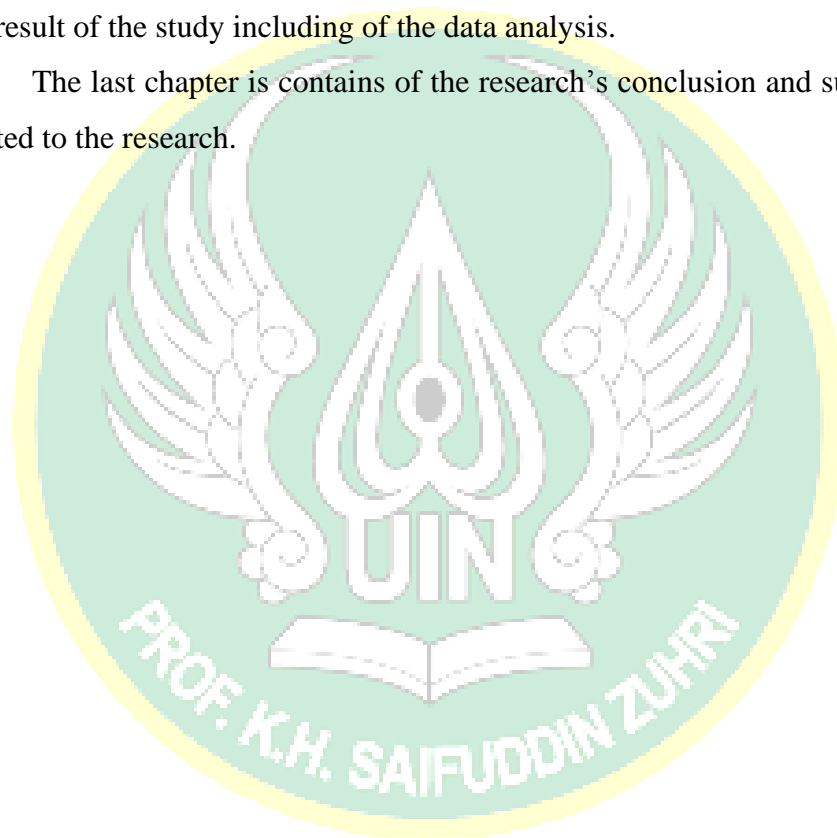 result of the study including of the data analysis.
The last chapter is contains of the research's conclusion and
ted to the research.
UIN
PROF. K.H. SAIFUDDIN ZUHRI